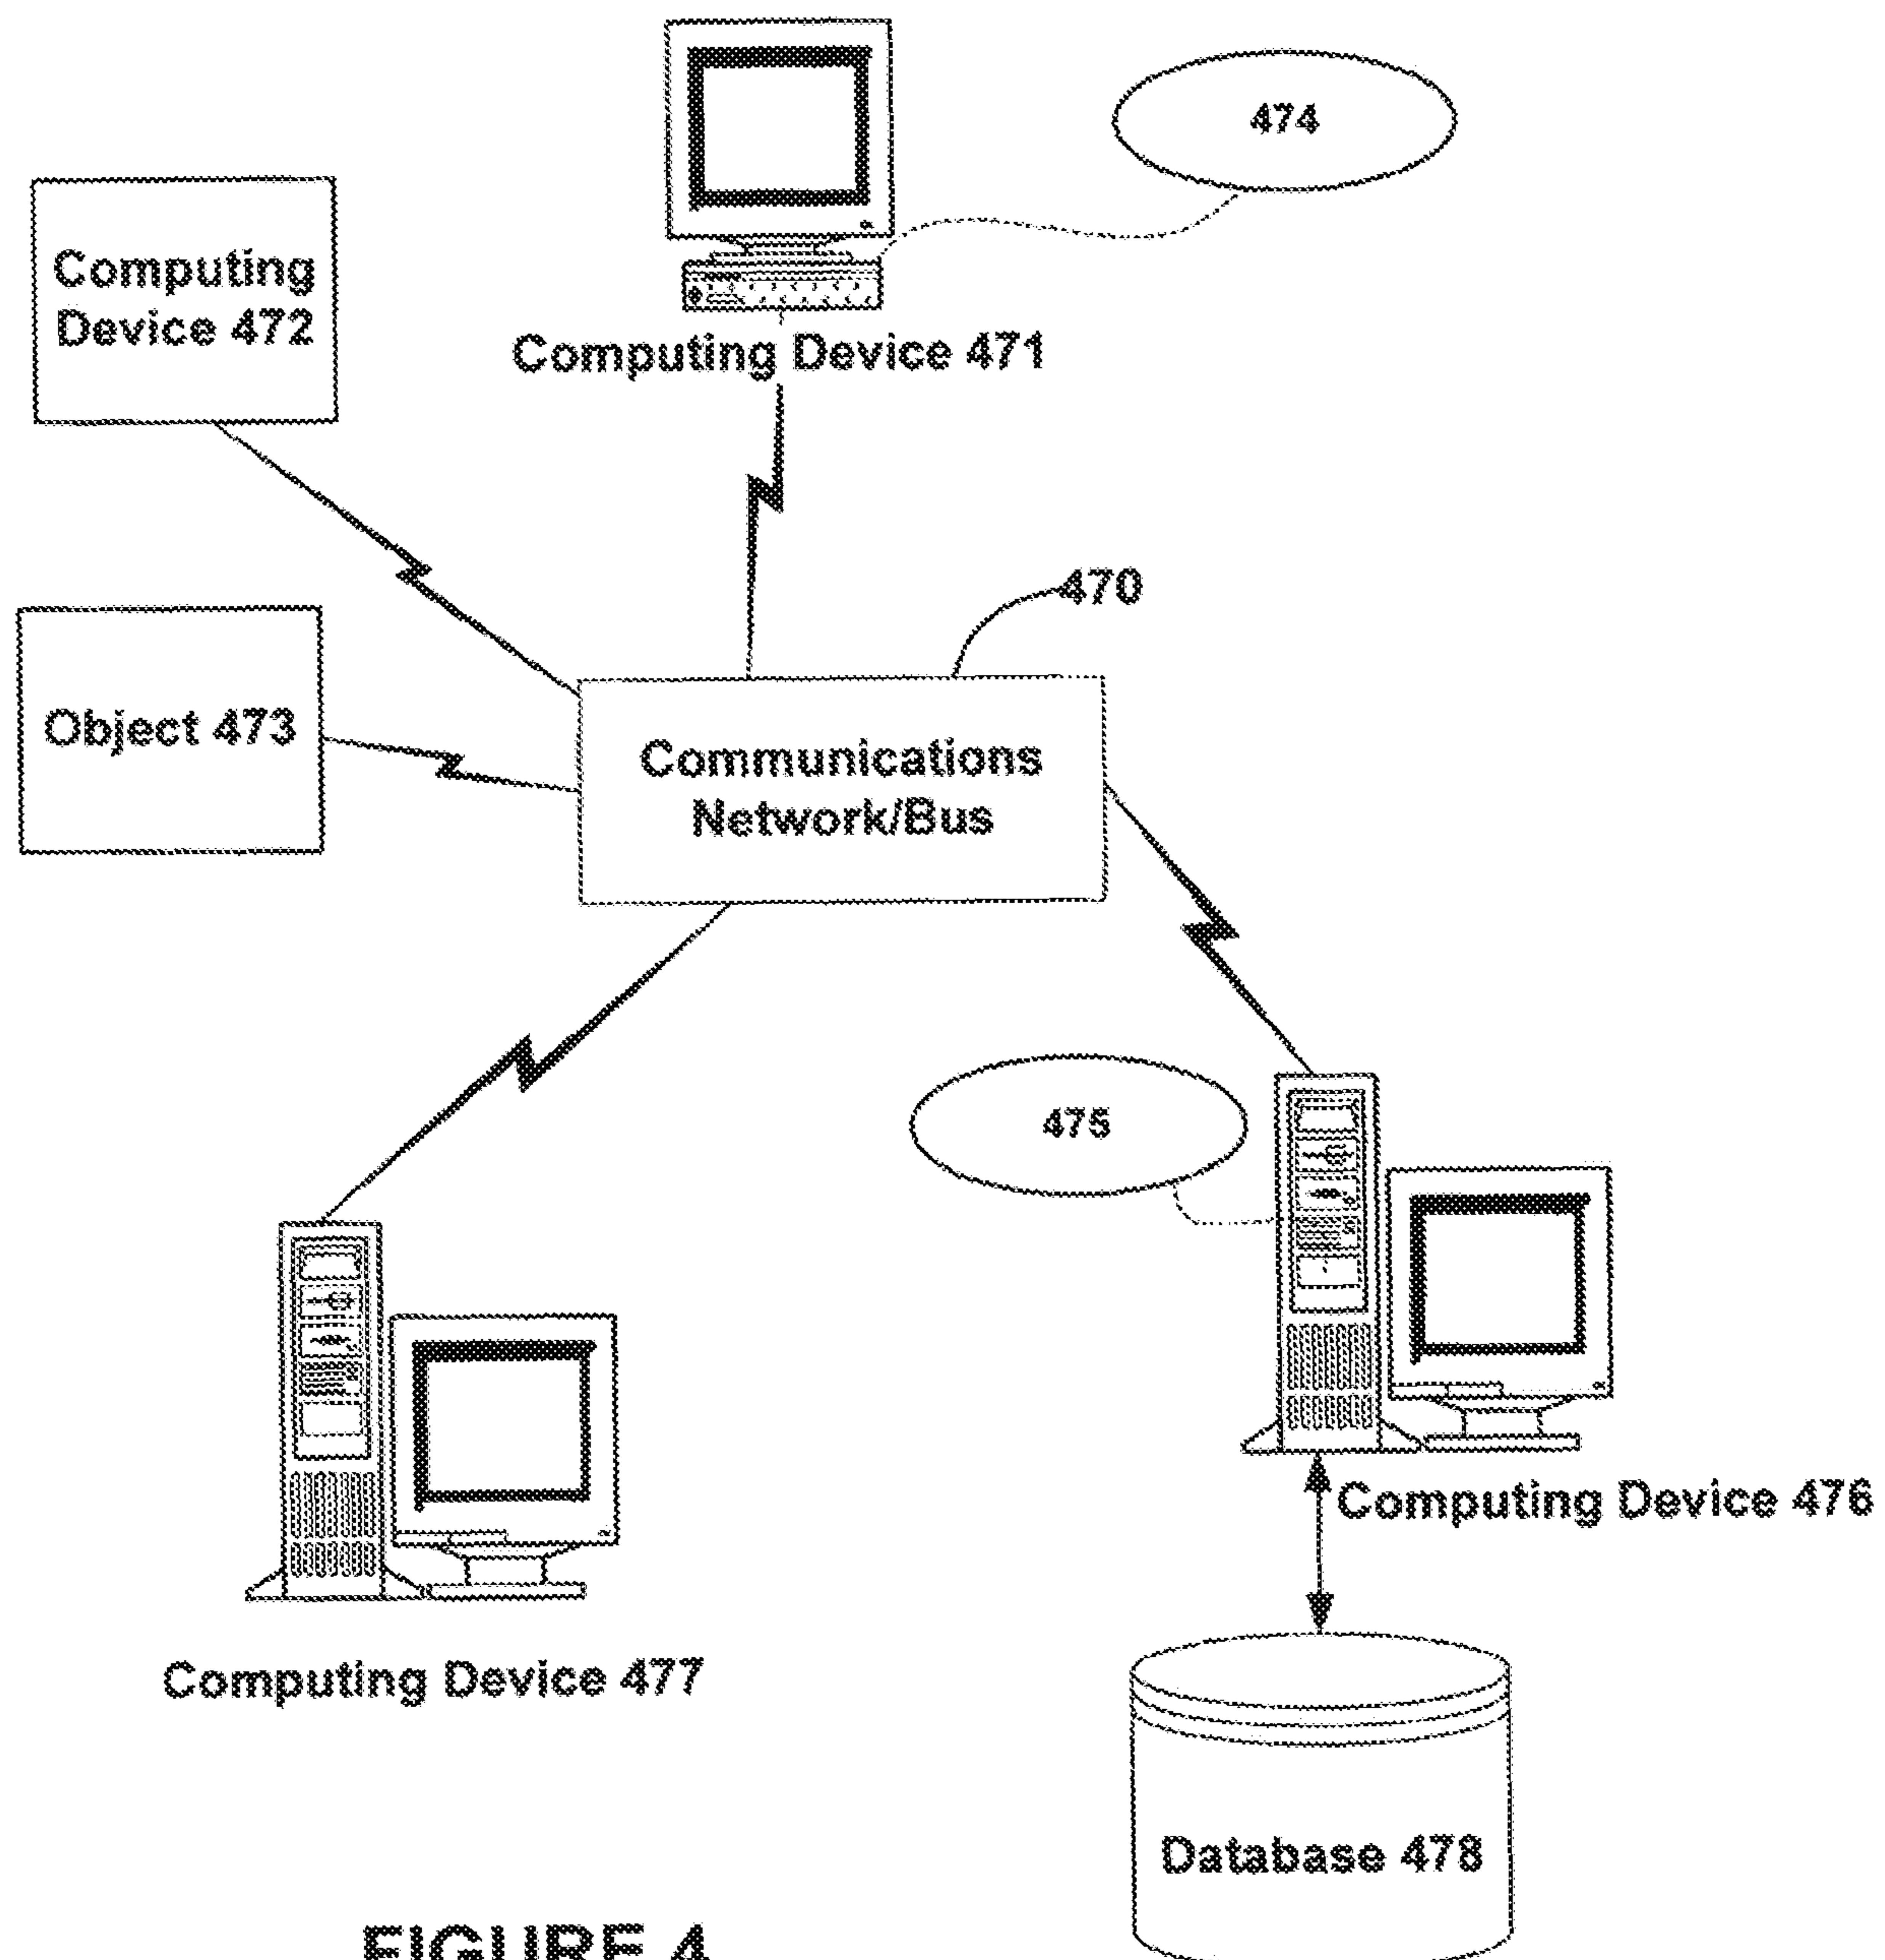 474
Computing
Device 472
Computing Device 471
470
Object 473
Communications
Network/Bus
475
Computing Device 476
Computing Device 477
Database 478
FIGURE 4